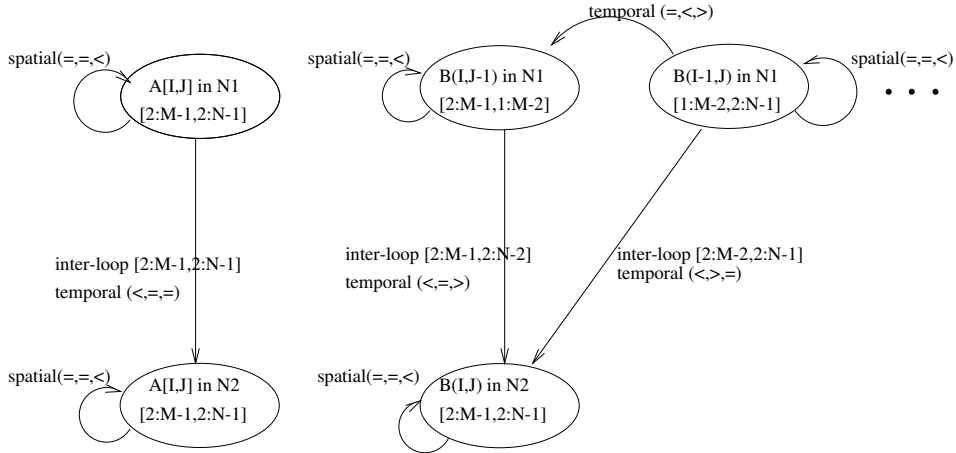 temporal (=,<,>)
spatial(=,=,<)
A[I,J] in N1
[2:M-1,2:N-1]
spatial(=,=,<)
B(I,J-1) in N1
[2:M-1,1:M-2]
B(I-1,J) in N1
[1:M-2,2:N-1]
spatial(=,=,<)
inter-loop [2:M-1,2:N-1]
temporal (<,=,=)
inter-loop [2:M-1,2:N-2]
temporal (<,=,>)
inter-loop [2:M-2,2:N-1]
temporal (<,>,=)
spatial(=,=,<)
A[I,J] in N2
[2:M-1,2:N-1]
spatial(=,=,<)
B(I,J) in N2
[2:M-1,2:N-1]